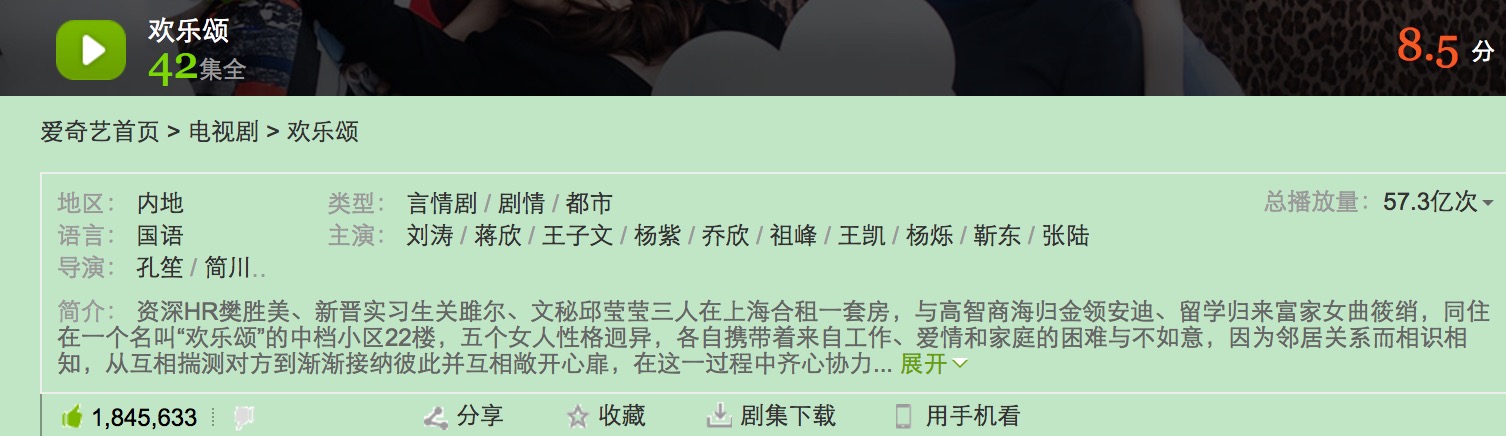 欢乐颂
42集全
8.5 分
爱奇艺首页 > 电视剧 > 欢乐颂
地区： 内地 类型： 言情剧 / 剧情 / 都市 总播放量： 57.3亿次
语言： 国语 主演： 刘涛 / 蒋欣 / 王子文 / 杨紫 / 乔欣 / 祖峰 / 王凯 / 杨烁 / 靳东 / 张陆
导演： 孔笙 / 简川..
简介： 资深HR樊胜美、新晋实习生关雎尔、文秘邱莹莹三人在上海合租一套房，与高智商海归金领安迪、留学归来富家女曲筱绡，同住
在一个名叫“欢乐颂”的中档小区22楼，五个女人性格迥异，各自携带着来自工作、爱情和家庭的困难与不如意，因为邻居关系而相识相
知，从互相揣测对方到渐渐接纳彼此并互相敞开心扉，在这一过程中齐心协力... 展开
1,845,633 分享 收藏 剧集下载 用手机看